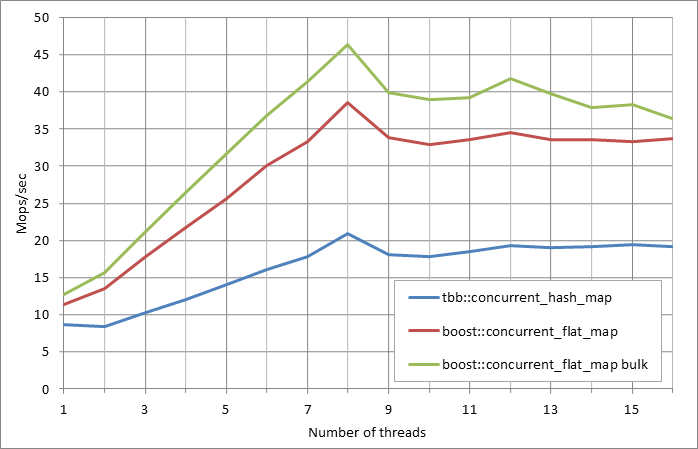 50
45
40
35
30
25
20
15
10
5
0
Mops/sec
tbb::concurrent_hash_map
boost::concurrent_flat_map
boost::concurrent_flat_map bulk
1 3 5 7 9 11 13 15
Number of threads